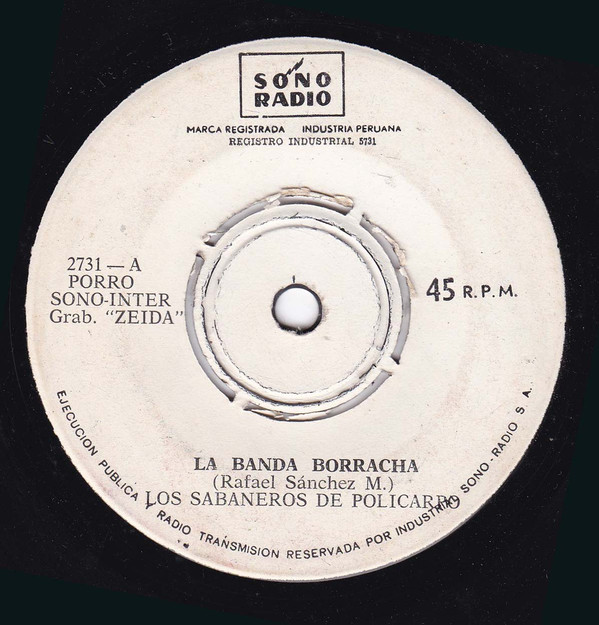 SONO
RADIO
MARCA REGISTRADA INDUSTRIA PERUANA
REGISTRO INDUSTRIAL 5731
2731 — A
PORRO
SONO-INTER
Grab. "ZEIDA"
45 R.P.M.
LA BANDA BORRACHA
(Rafael Sánchez M.)
LOS SABANEROS DE POLICARPO
EJECUCION PUBLICA Y RADIO TRANSMISION RESERVADA POR INDUSTRIAS SONO-RADIO S. A.